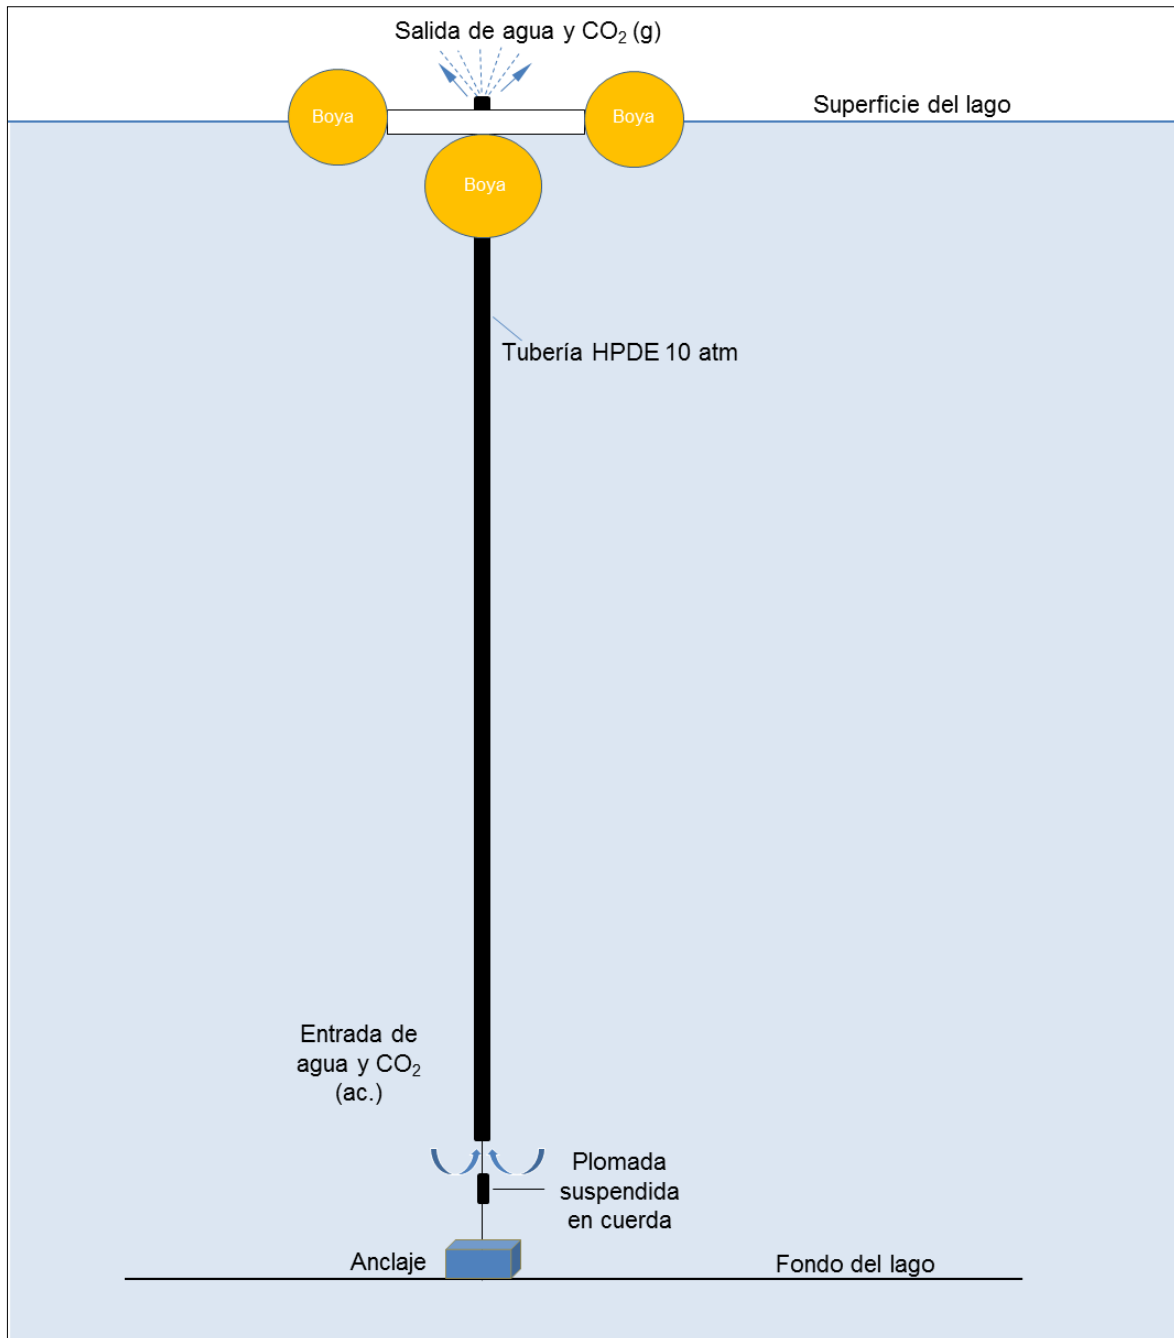 Salida de agua y CO₂ (g)
Boya
Boya
Superficie del lago
Boya
Tubería HPDE 10 atm
Entrada de
agua y CO₂
(ac.)
Plomada
suspendida
en cuerda
Anclaje
Fondo del lago